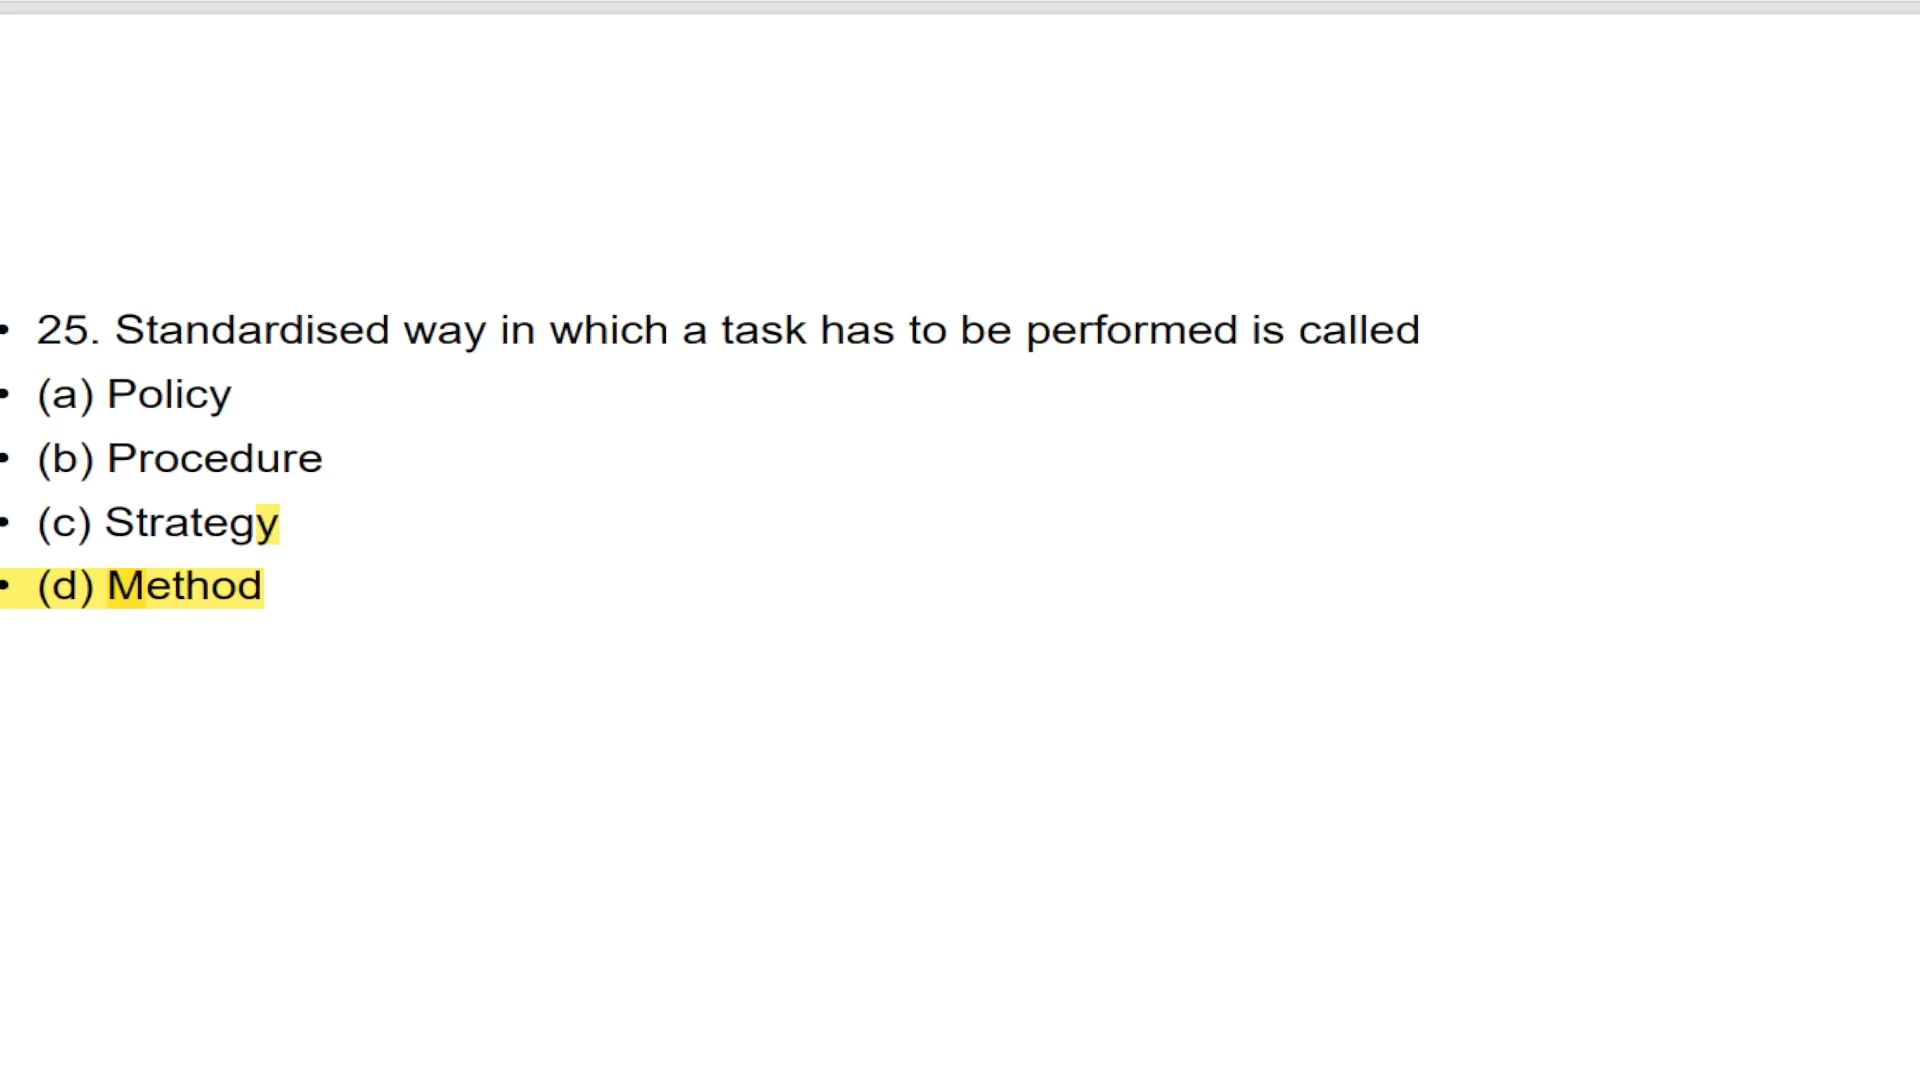 • 25. Standardised way in which a task has to be performed is called
• (a) Policy
• (b) Procedure
• (c) Strategy
• (d) Method